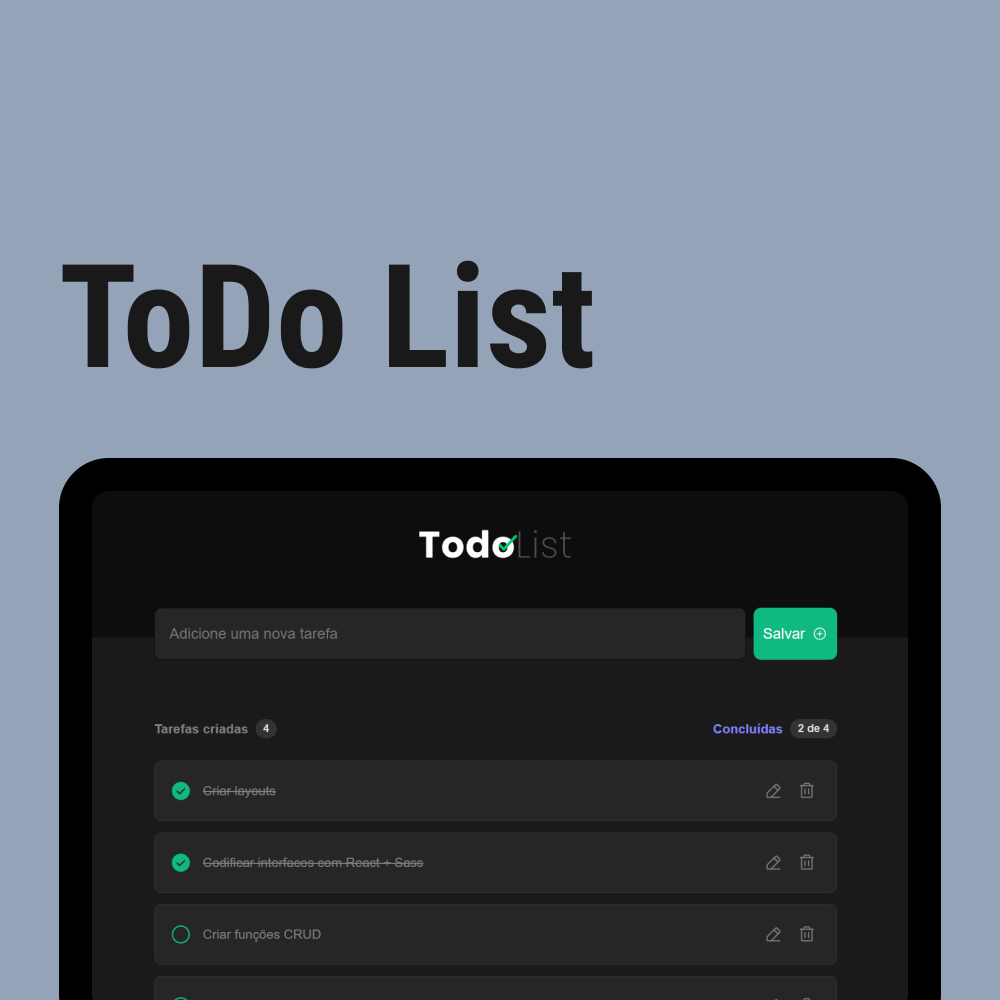 ToDo List
TodoList
Adicione uma nova tarefa
Salvar
Tarefas criadas 4
Concluídas 2 de 4
Criar layouts
Codificar interfaces com React + Sass
Criar funções CRUD